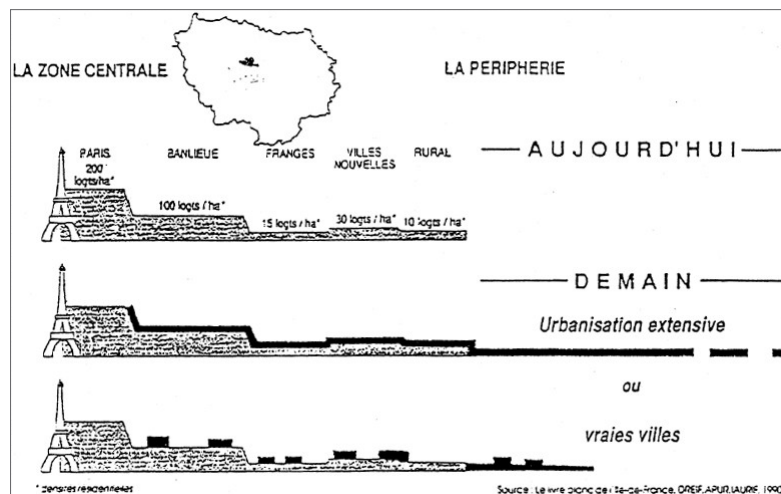 LA ZONE CENTRALE
LA PERIPHERIE
PARIS BANLIEUE FRANGES VILLES NOUVELLES RURAL
200 logts/ha*
100 logts / ha*
15 logts / ha*
30 logts / ha*
10 logts / ha*
AUJOURD'HUI
DEMAIN
Urbanisation extensive
ou
vraies villes
* densites residentielles
Source : Le livre blanc de l'Ile-de-France, DREIF, APUR, IAURIF, 1990